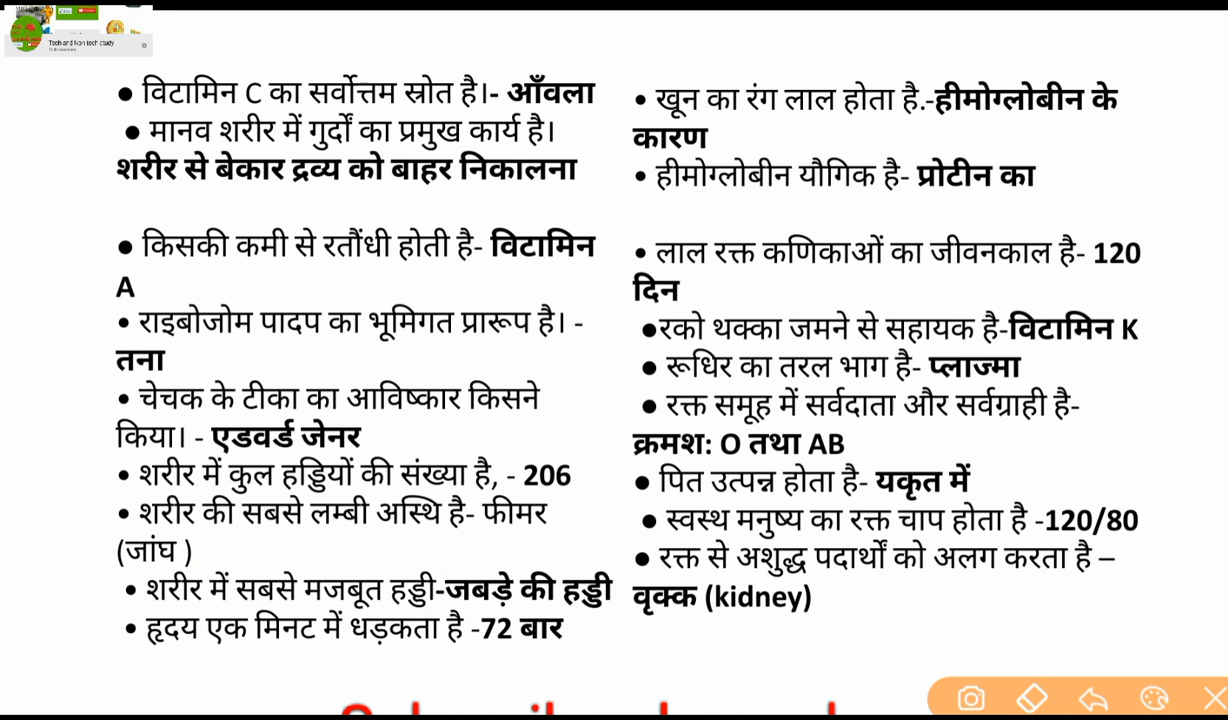 Tech and Non tech study
● विटामिन C का सर्वोत्तम स्रोत है।- आँवला
● मानव शरीर में गुर्दों का प्रमुख कार्य है।
शरीर से बेकार द्रव्य को बाहर निकालना
● किसकी कमी से रतौंधी होती है- विटामिन
A
• राइबोजोम पादप का भूमिगत प्रारूप है। -
तना
• चेचक के टीका का आविष्कार किसने
किया। - एडवर्ड जेनर
• शरीर में कुल हड्डियों की संख्या है, - 206
• शरीर की सबसे लम्बी अस्थि है- फीमर
(जांघ )
• शरीर में सबसे मजबूत हड्डी-जबड़े की हड्डी
• हृदय एक मिनट में धड़कता है -72 बार
• खून का रंग लाल होता है.-हीमोग्लोबीन के
कारण
• हीमोग्लोबीन यौगिक है- प्रोटीन का
• लाल रक्त कणिकाओं का जीवनकाल है- 120
दिन
●रको थक्का जमने से सहायक है-विटामिन K
● रूधिर का तरल भाग है- प्लाज्मा
● रक्त समूह में सर्वदाता और सर्वग्राही है-
क्रमश: O तथा AB
● पित उत्पन्न होता है- यकृत में
● स्वस्थ मनुष्य का रक्त चाप होता है -120/80
● रक्त से अशुद्ध पदार्थों को अलग करता है –
वृक्क (kidney)